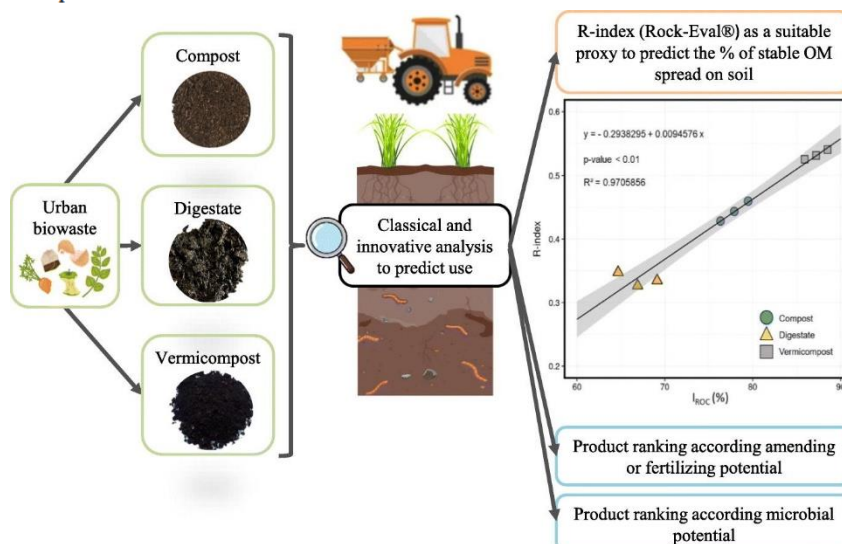 Compost
Urban
biowaste
Digestate
Vermicompost
Classical and
innovative analysis
to predict use
R-index (Rock-Eval®) as a suitable
proxy to predict the % of stable OM
spread on soil
y = - 0.2938295 + 0.0094576 x
p-value < 0.01
R² = 0.9705856
R-index
0.6
0.5
0.4
0.3
0.2
Compost
Digestate
Vermicompost
60
70
80
90
IROC (%)
Product ranking according amending
or fertilizing potential
Product ranking according microbial
potential